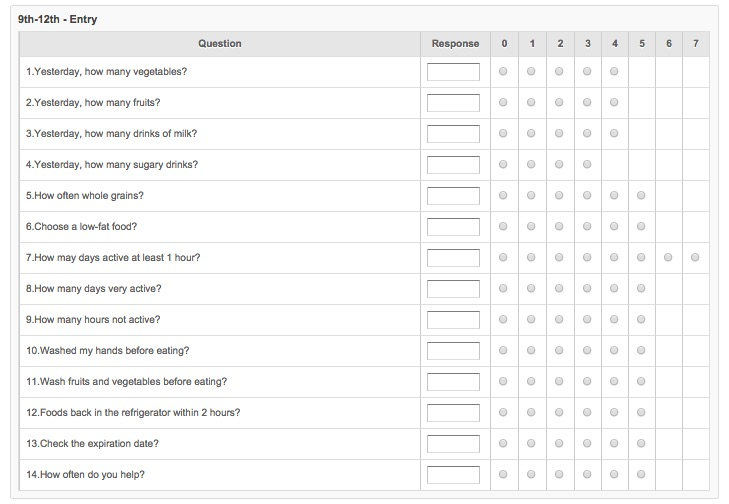 9th-12th - Entry
Question Response 0 1 2 3 4 5 6 7
1.Yesterday, how many vegetables?
2.Yesterday, how many fruits?
3.Yesterday, how many drinks of milk?
4.Yesterday, how many sugary drinks?
5.How often whole grains?
6.Choose a low-fat food?
7.How may days active at least 1 hour?
8.How many days very active?
9.How many hours not active?
10.Washed my hands before eating?
11.Wash fruits and vegetables before eating?
12.Foods back in the refrigerator within 2 hours?
13.Check the expiration date?
14.How often do you help?